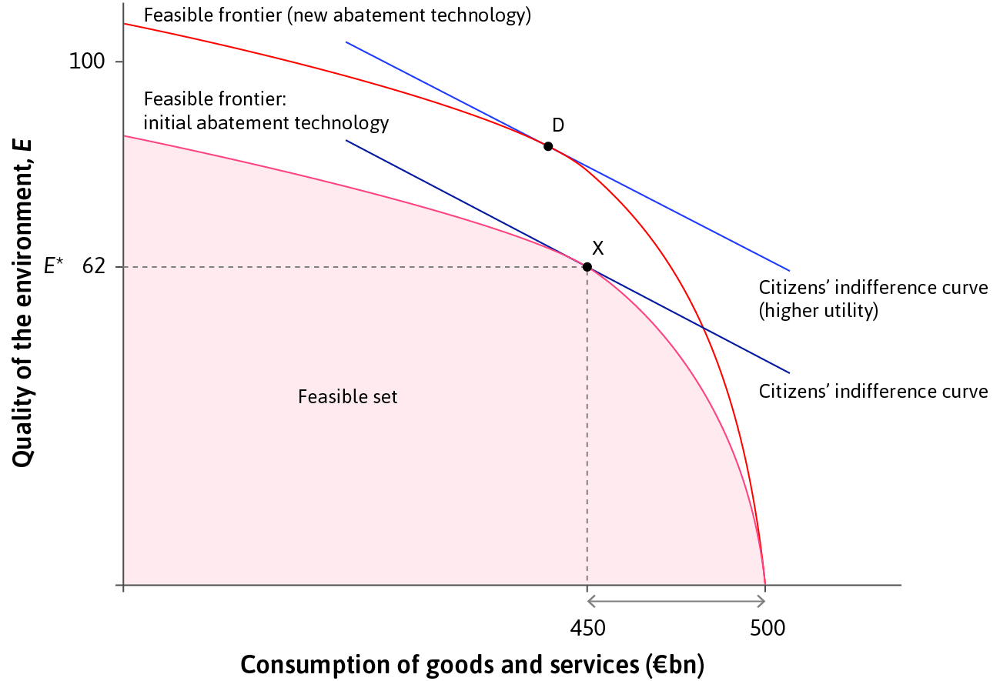 Feasible frontier (new abatement technology)
100
Feasible frontier:
initial abatement technology
D
X
E* 62
Quality of the environment, E
Citizens’ indifference curve
(higher utility)
Citizens’ indifference curve
Feasible set
450
500
Consumption of goods and services (€bn)